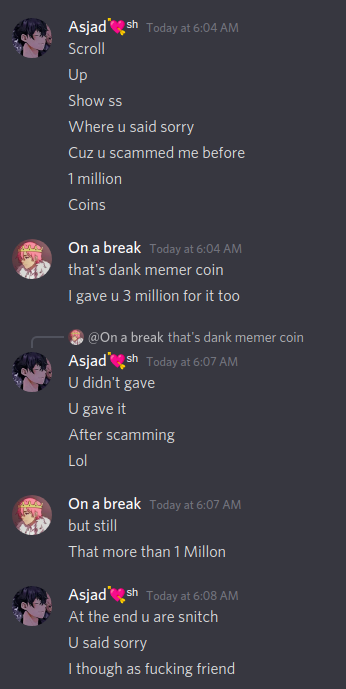 Asjad💘sh Today at 6:04 AM
Scroll
Up
Show ss
Where u said sorry
Cuz u scammed me before
1 million
Coins
On a break Today at 6:04 AM
that's dank memer coin
I gave u 3 million for it too
@On a break that's dank memer coin
Asjad💘sh Today at 6:07 AM
U didn't gave
U gave it
After scamming
Lol
On a break Today at 6:07 AM
but still
That more than 1 Millon
Asjad💘sh Today at 6:08 AM
At the end u are snitch
U said sorry
I though as fucking friend